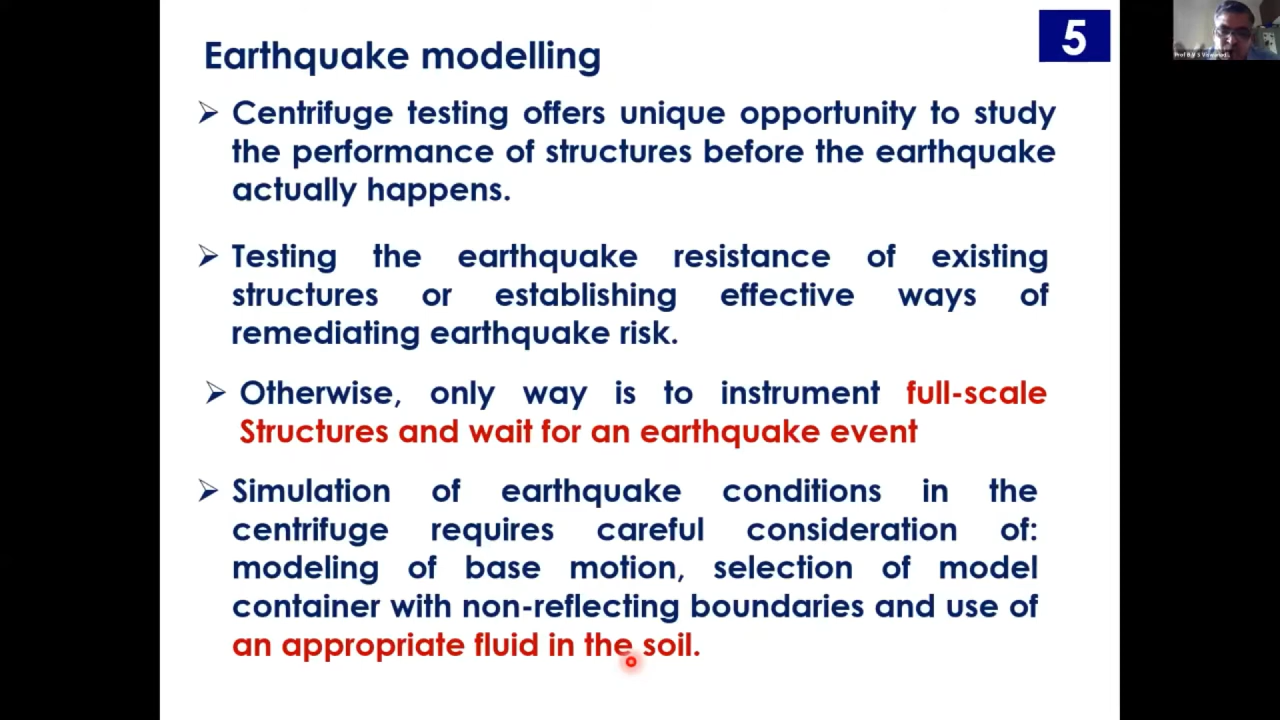 5
Earthquake modelling
Centrifuge testing offers unique opportunity to study
the performance of structures before the earthquake
actually happens.
Testing the earthquake resistance of existing
structures or establishing effective ways of
remediating earthquake risk.
Otherwise, only way is to instrument full-scale
Structures and wait for an earthquake event
Simulation of earthquake conditions in the
centrifuge requires careful consideration of:
modeling of base motion, selection of model
container with non-reflecting boundaries and use of
an appropriate fluid in the soil.